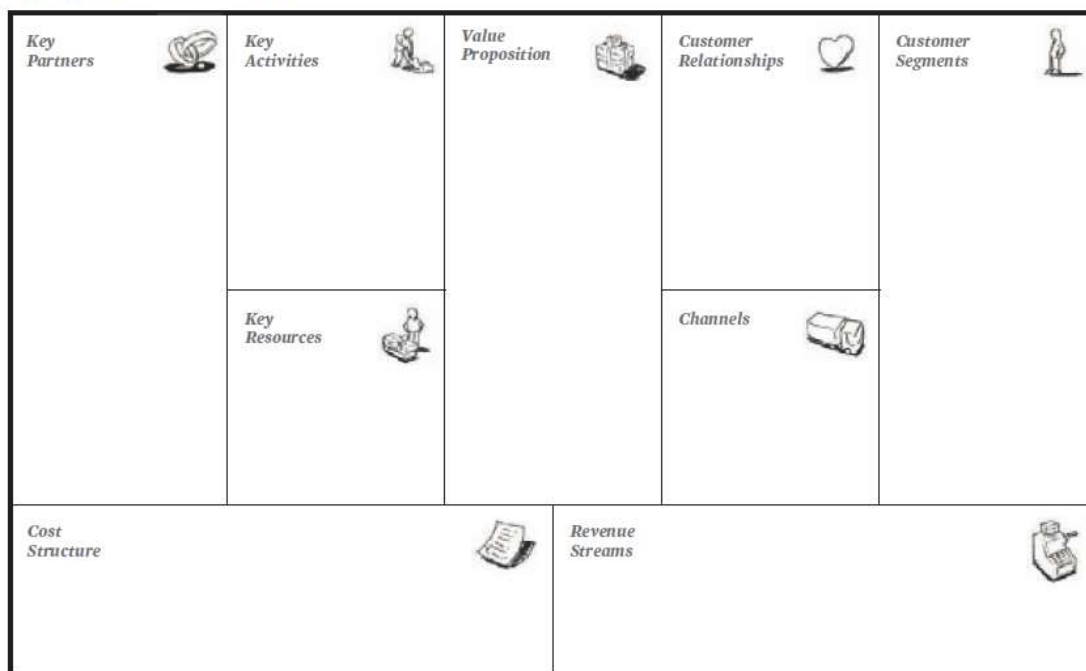 Key
Partners
Key
Activities
Value
Proposition
Customer
Relationships
Customer
Segments
Key
Resources
Channels
Cost
Structure
Revenue
Streams